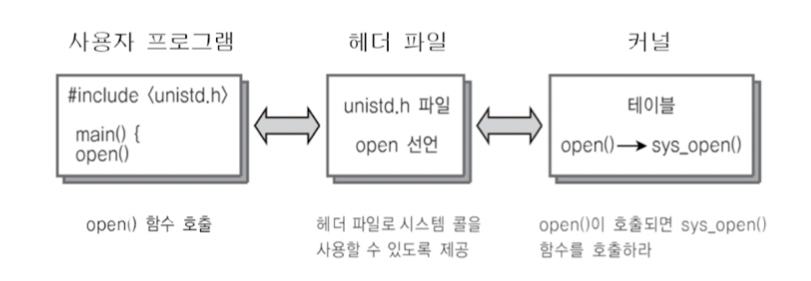 사용자 프로그램
헤더 파일
커널
#include <unistd.h>
main() {
open()
unistd.h 파일
open 선언
테이블
open() → sys_open()
open() 함수 호출
헤더 파일로 시스템 콜을
사용할 수 있도록 제공
open()이 호출되면 sys_open()
함수를 호출하라